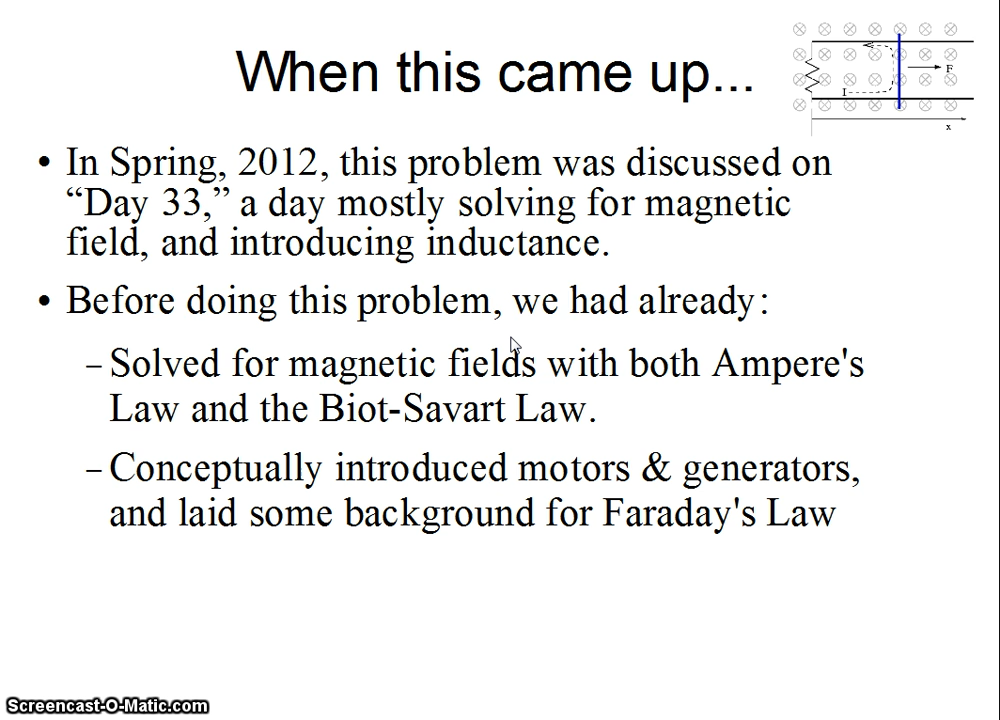 When this came up...
F
I
x
• In Spring, 2012, this problem was discussed on
“Day 33,” a day mostly solving for magnetic
field, and introducing inductance.
• Before doing this problem, we had already:
– Solved for magnetic fields with both Ampere's
Law and the Biot-Savart Law.
– Conceptually introduced motors & generators,
and laid some background for Faraday's Law
Screencast-O-Matic.com